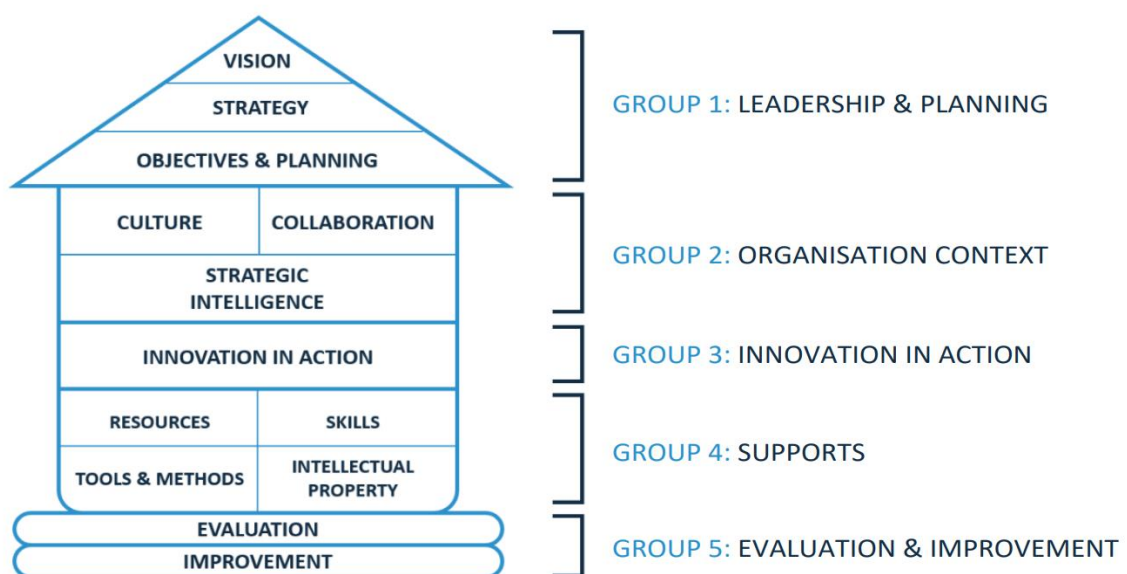 VISION
STRATEGY
OBJECTIVES & PLANNING
GROUP 1: LEADERSHIP & PLANNING
CULTURE
COLLABORATION
STRATEGIC
INTELLIGENCE
GROUP 2: ORGANISATION CONTEXT
INNOVATION IN ACTION
GROUP 3: INNOVATION IN ACTION
RESOURCES
SKILLS
TOOLS & METHODS
INTELLECTUAL
PROPERTY
GROUP 4: SUPPORTS
EVALUATION
IMPROVEMENT
GROUP 5: EVALUATION & IMPROVEMENT